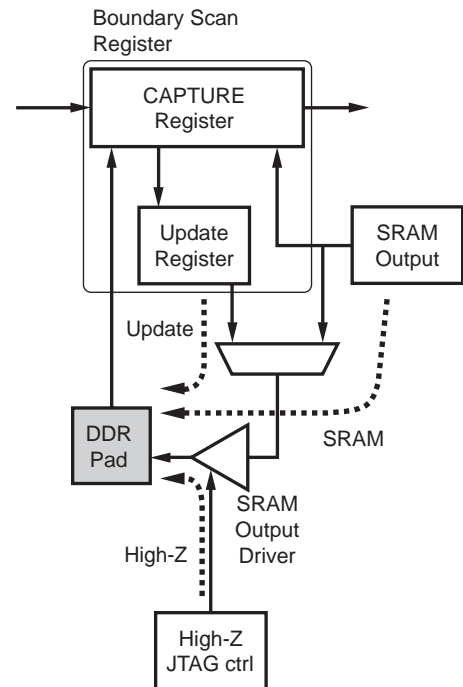 Boundary Scan
Register
CAPTURE
Register
Update
Register
SRAM
Output
Update
SRAM
DDR
Pad
SRAM
Output
Driver
High-Z
High-Z
JTAG ctrl